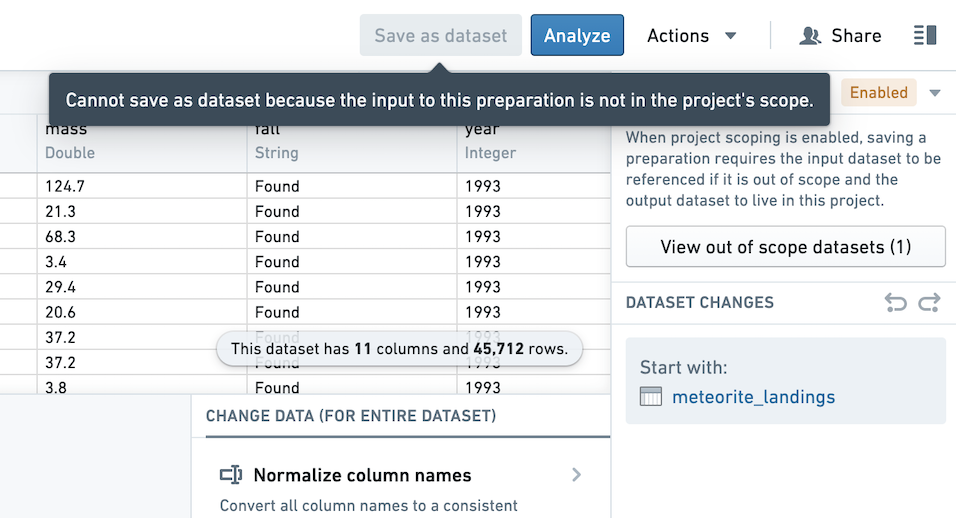 Save as dataset Analyze Actions Share
Cannot save as dataset because the input to this preparation is not in the project's scope.
Enabled
mass fall year
Double String Integer
124.7 Found 1993
21.3 Found 1993
68.3 Found 1993
3.4 Found 1993
29.4 Found 1993
20.6 Found 1993
37.2 Found 1993
This dataset has 11 columns and 45,712 rows.
37.2 Found 1993
3.8 Found 1993
CHANGE DATA (FOR ENTIRE DATASET)
Normalize column names
Convert all column names to a consistent
When project scoping is enabled, saving a
preparation requires the input dataset to be
referenced if it is out of scope and the
output dataset to live in this project.
View out of scope datasets (1)
DATASET CHANGES
Start with:
meteorite_landings